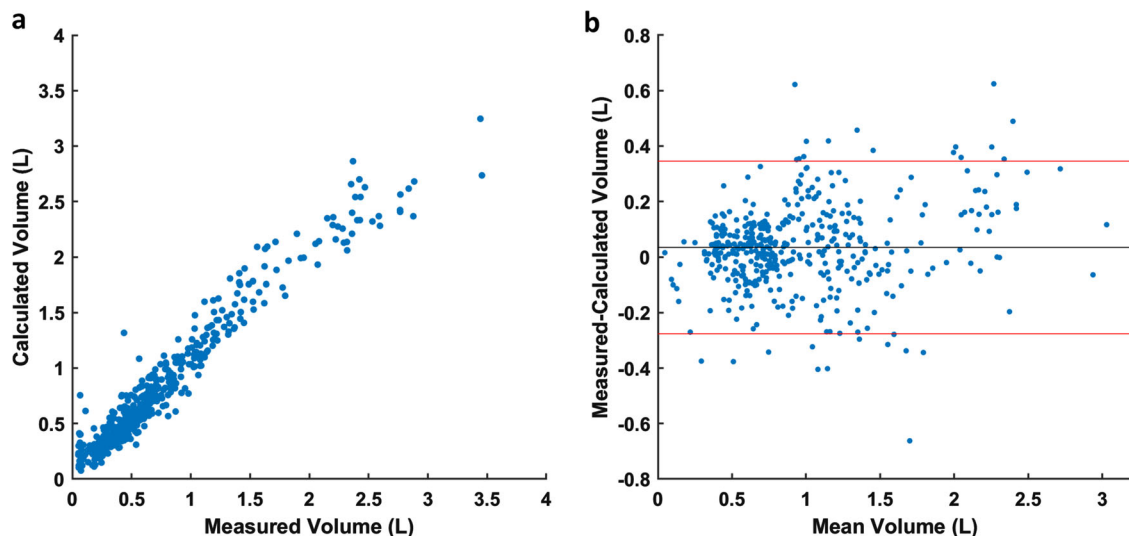 a
4
3.5
3
2.5
2
1.5
1
0.5
0
Calculated Volume (L)
0 0.5 1 1.5 2 2.5 3 3.5 4
Measured Volume (L)
b
0.8
0.6
0.4
0.2
0
-0.2
-0.4
-0.6
-0.8
Measured-Calculated Volume (L)
0 0.5 1 1.5 2 2.5 3
Mean Volume (L)